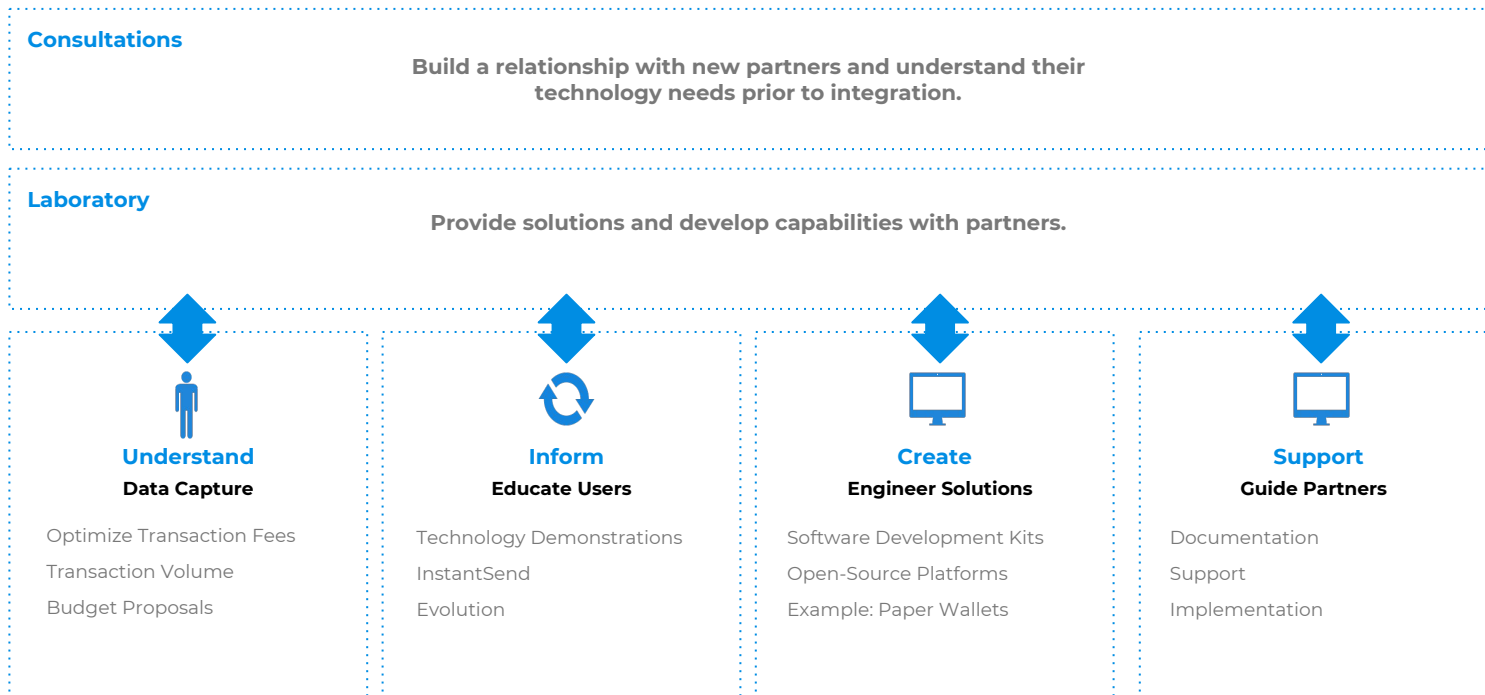 Consultations
Build a relationship with new partners and understand their
technology needs prior to integration.
Laboratory
Provide solutions and develop capabilities with partners.
Understand
Data Capture
Optimize Transaction Fees
Transaction Volume
Budget Proposals
Inform
Educate Users
Technology Demonstrations
InstantSend
Evolution
Create
Engineer Solutions
Software Development Kits
Open-Source Platforms
Example: Paper Wallets
Support
Guide Partners
Documentation
Support
Implementation